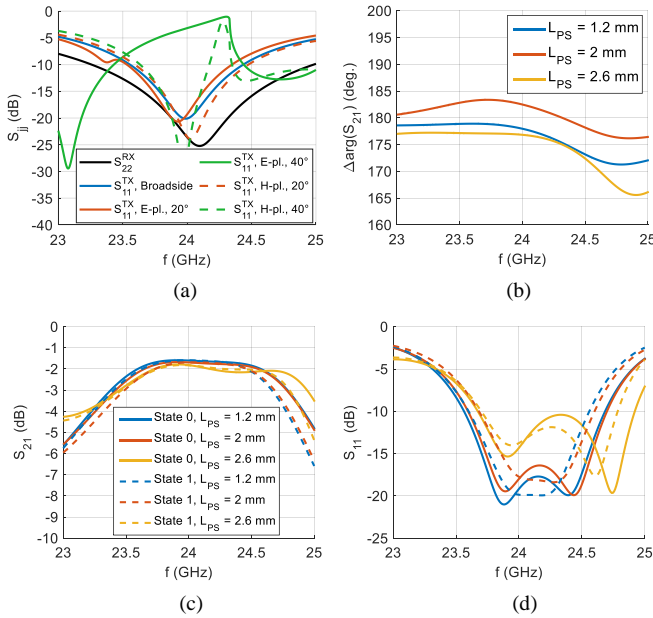 0
-5
-10
-15
-20
-25
-30
-35
-40
S_jj (dB)
S_22^RX
S_11^TX, Broadside
S_11^TX, E-pl., 20°
S_11^TX, E-pl., 40°
S_11^TX, H-pl., 20°
S_11^TX, H-pl., 40°
23 23.5 24 24.5 25
f (GHz)
(a)
200
195
190
185
180
175
170
165
160
Δarg(S_21) (deg.)
L_PS = 1.2 mm
L_PS = 2 mm
L_PS = 2.6 mm
23 23.5 24 24.5 25
f (GHz)
(b)
0
-1
-2
-3
-4
-5
-6
-7
-8
-9
-10
S_21 (dB)
State 0, L_PS = 1.2 mm
State 0, L_PS = 2 mm
State 0, L_PS = 2.6 mm
State 1, L_PS = 1.2 mm
State 1, L_PS = 2 mm
State 1, L_PS = 2.6 mm
23 23.5 24 24.5 25
f (GHz)
(c)
0
-5
-10
-15
-20
-25
S_11 (dB)
23 23.5 24 24.5 25
f (GHz)
(d)